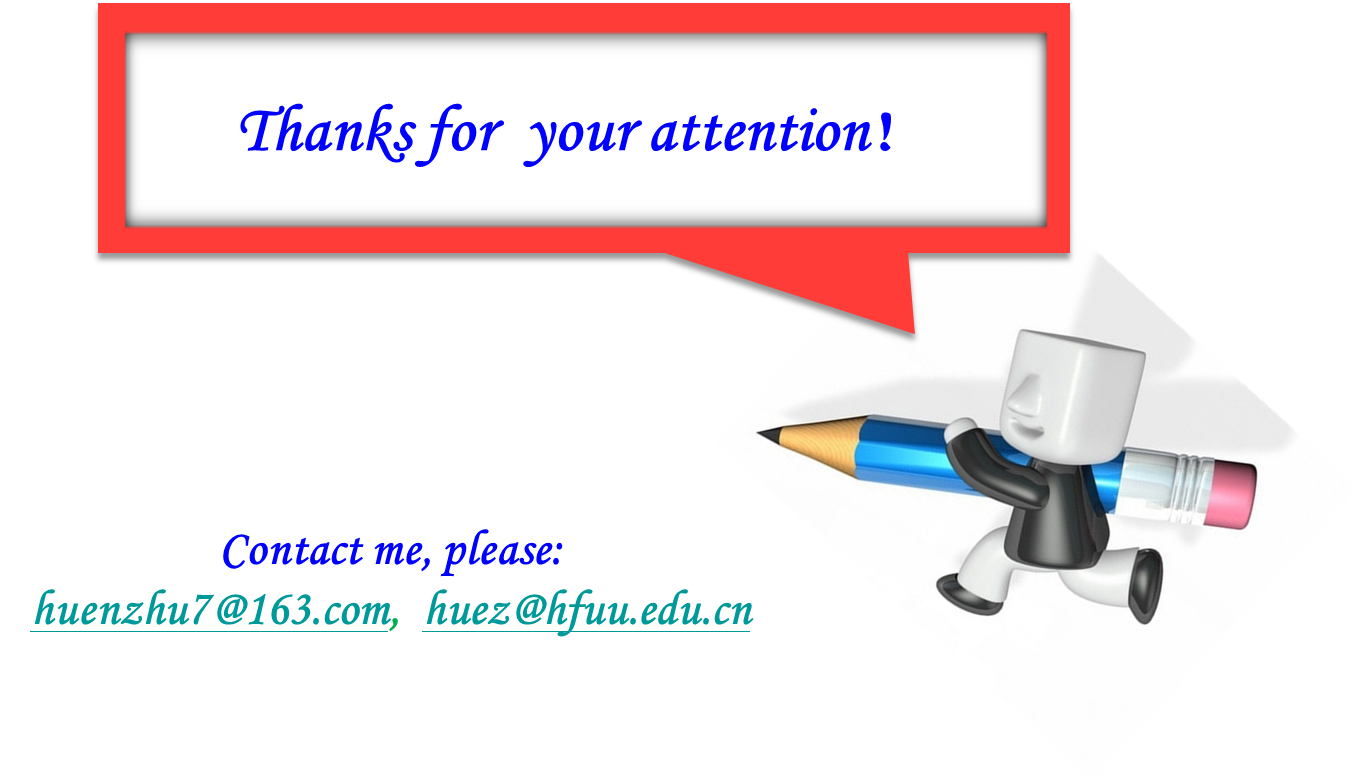 Thanks for your attention!
Contact me, please:
huenzhu7@163.com, huez@hfuu.edu.cn